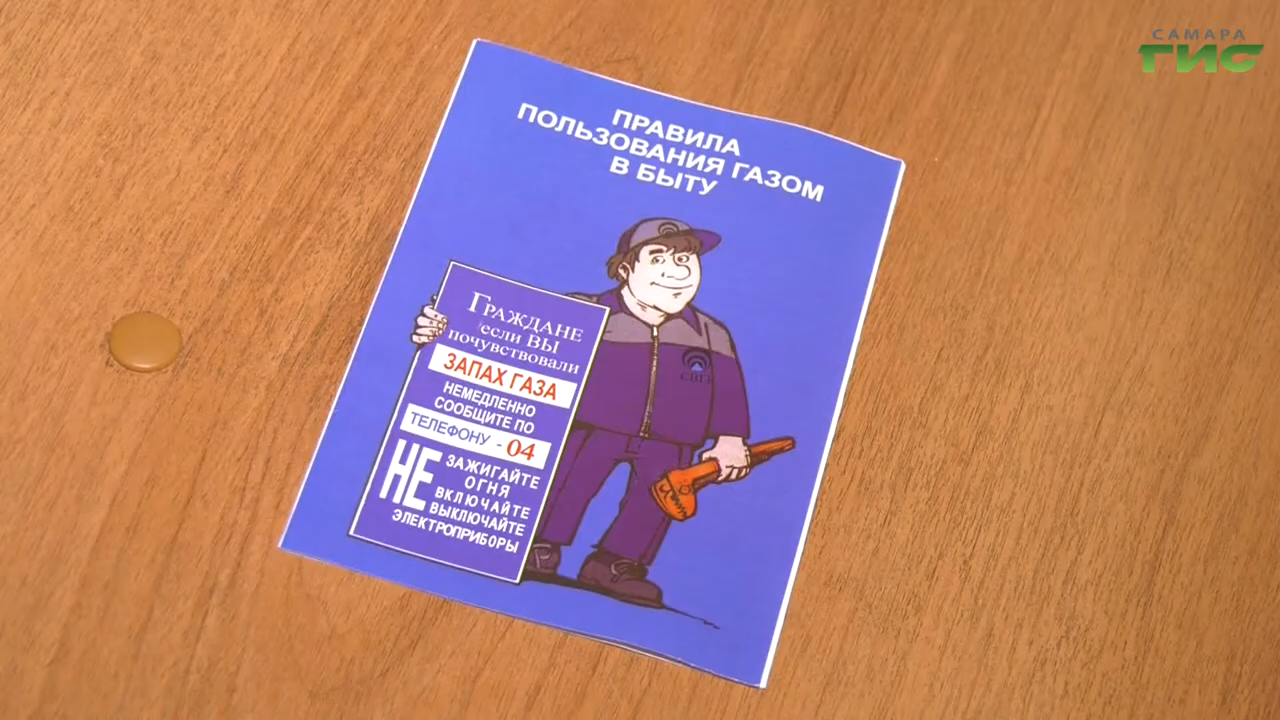 САМАРА
ГИС
ПРАВИЛА
ПОЛЬЗОВАНИЯ ГАЗОМ
В БЫТУ
ГРАЖДАНЕ
если ВЫ
почувствовали
ЗАПАХ ГАЗА
НЕМЕДЛЕННО
СООБЩИТЕ ПО
ТЕЛЕФОНУ - 04
НЕ ЗАЖИГАЙТЕ
ОГНЯ
ВКЛЮЧАЙТЕ
ВЫКЛЮЧАЙТЕ
ЭЛЕКТРОПРИБОРЫ